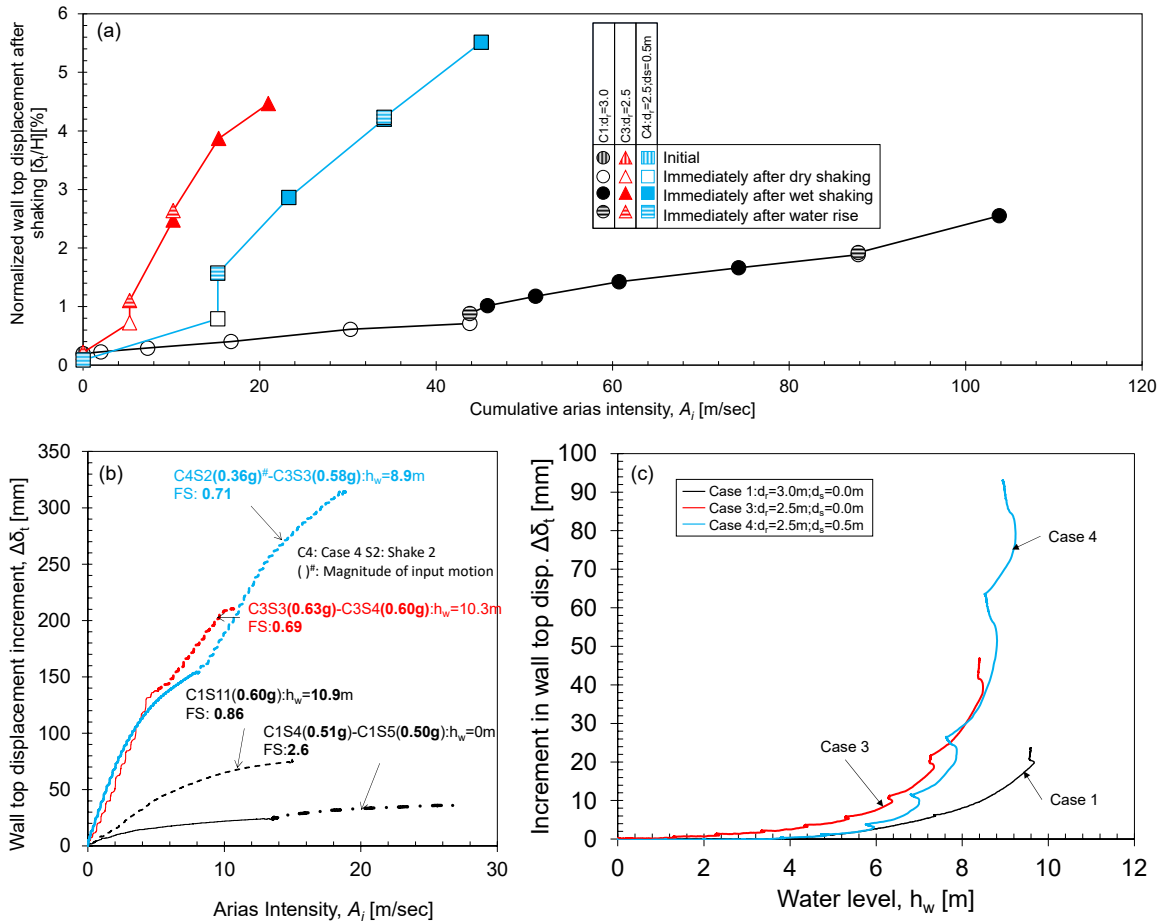 (a)
Normalized wall top displacement after
shaking [δt/H][%]
6
5
4
3
2
1
0
0
20
40
60
80
100
120
Cumulative arias intensity, Ai [m/sec]
C1:dr=3.0
C3:dr=2.5
C4:dr=2.5;ds=0.5m
Initial
Immediately after dry shaking
Immediately after wet shaking
Immediately after water rise
(b)
Wall top displacement increment, Δδt [mm]
350
300
250
200
150
100
50
0
0
10
20
30
Arias Intensity, Ai [m/sec]
C4S2(0.36g)#-C3S3(0.58g):hw=8.9m
FS: 0.71
C4: Case 4 S2: Shake 2
( )#: Magnitude of input motion
C3S3(0.63g)-C3S4(0.60g):hw=10.3m
FS:0.69
C1S11(0.60g):hw=10.9m
FS: 0.86
C1S4(0.51g)-C1S5(0.50g):hw=0m
FS:2.6
(c)
Increment in wall top disp. Δδt [mm]
100
90
80
70
60
50
40
30
20
10
0
0
2
4
6
8
10
12
Water level, hw [m]
Case 1:dr=3.0m;ds=0.0m
Case 3:dr=2.5m;ds=0.0m
Case 4:dr=2.5m;ds=0.5m
Case 4
Case 3
Case 1